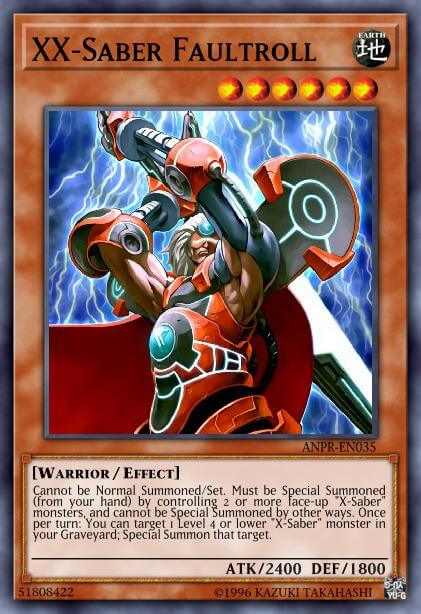 XX-Saber Faultroll
EARTH
地
ANPR-EN035
[Warrior / Effect]
Cannot be Normal Summoned/Set. Must be Special Summoned
(from your hand) by controlling 2 or more face-up "X-Saber"
monsters, and cannot be Special Summoned by other ways. Once
per turn: You can target 1 Level 4 or lower "X-Saber" monster in
your Graveyard; Special Summon that target.
ATK/2400 DEF/1800
51808422
©1996 KAZUKI TAKAHASHI